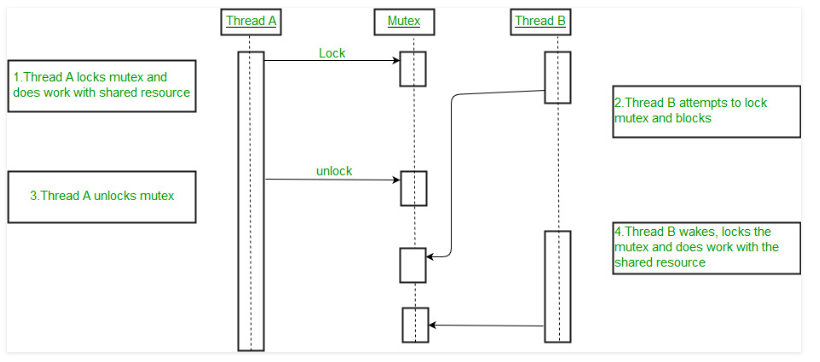 Thread A
Mutex
Thread B
Lock
1.Thread A locks mutex and
does work with shared resource
2.Thread B attempts to lock
mutex and blocks
unlock
3.Thread A unlocks mutex
4.Thread B wakes, locks the
mutex and does work with the
shared resource